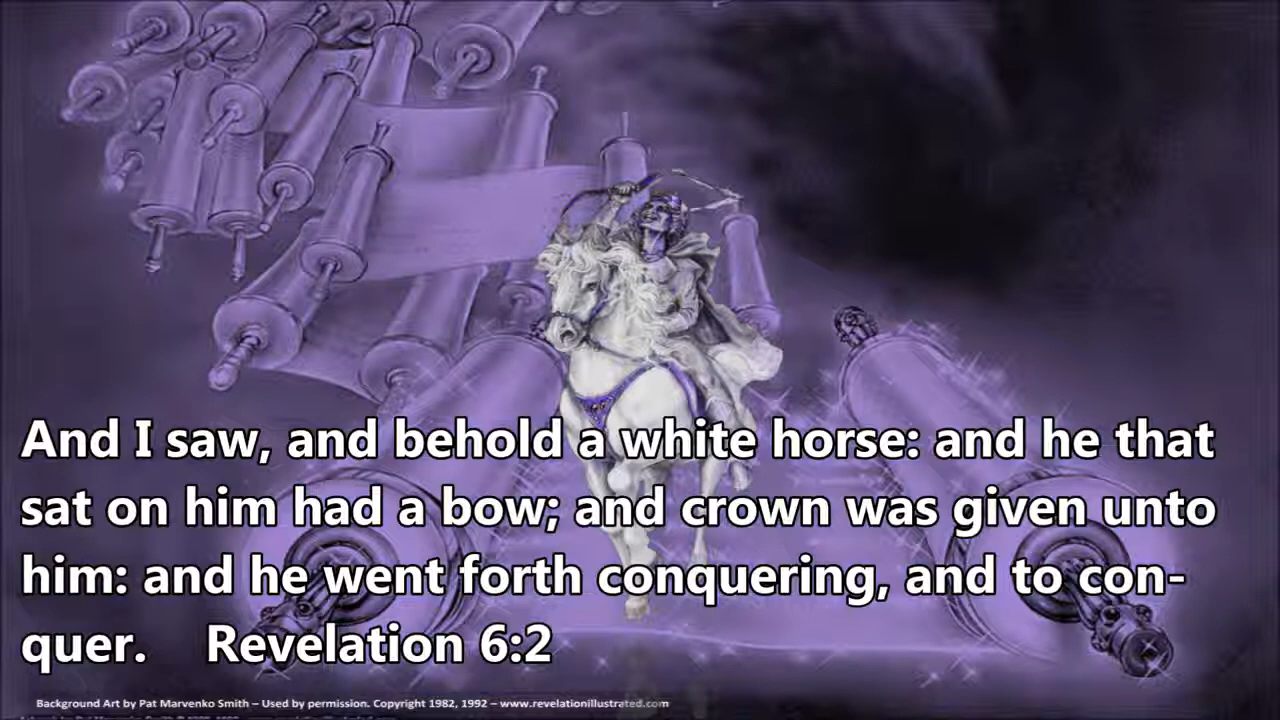 And I saw, and behold a white horse: and he that
sat on him had a bow; and crown was given unto
him: and he went forth conquering, and to con-
quer. Revelation 6:2
Background Art by Pat Marvenko Smith – Used by permission. Copyright 1982, 1992 – www.revelationillustrated.com